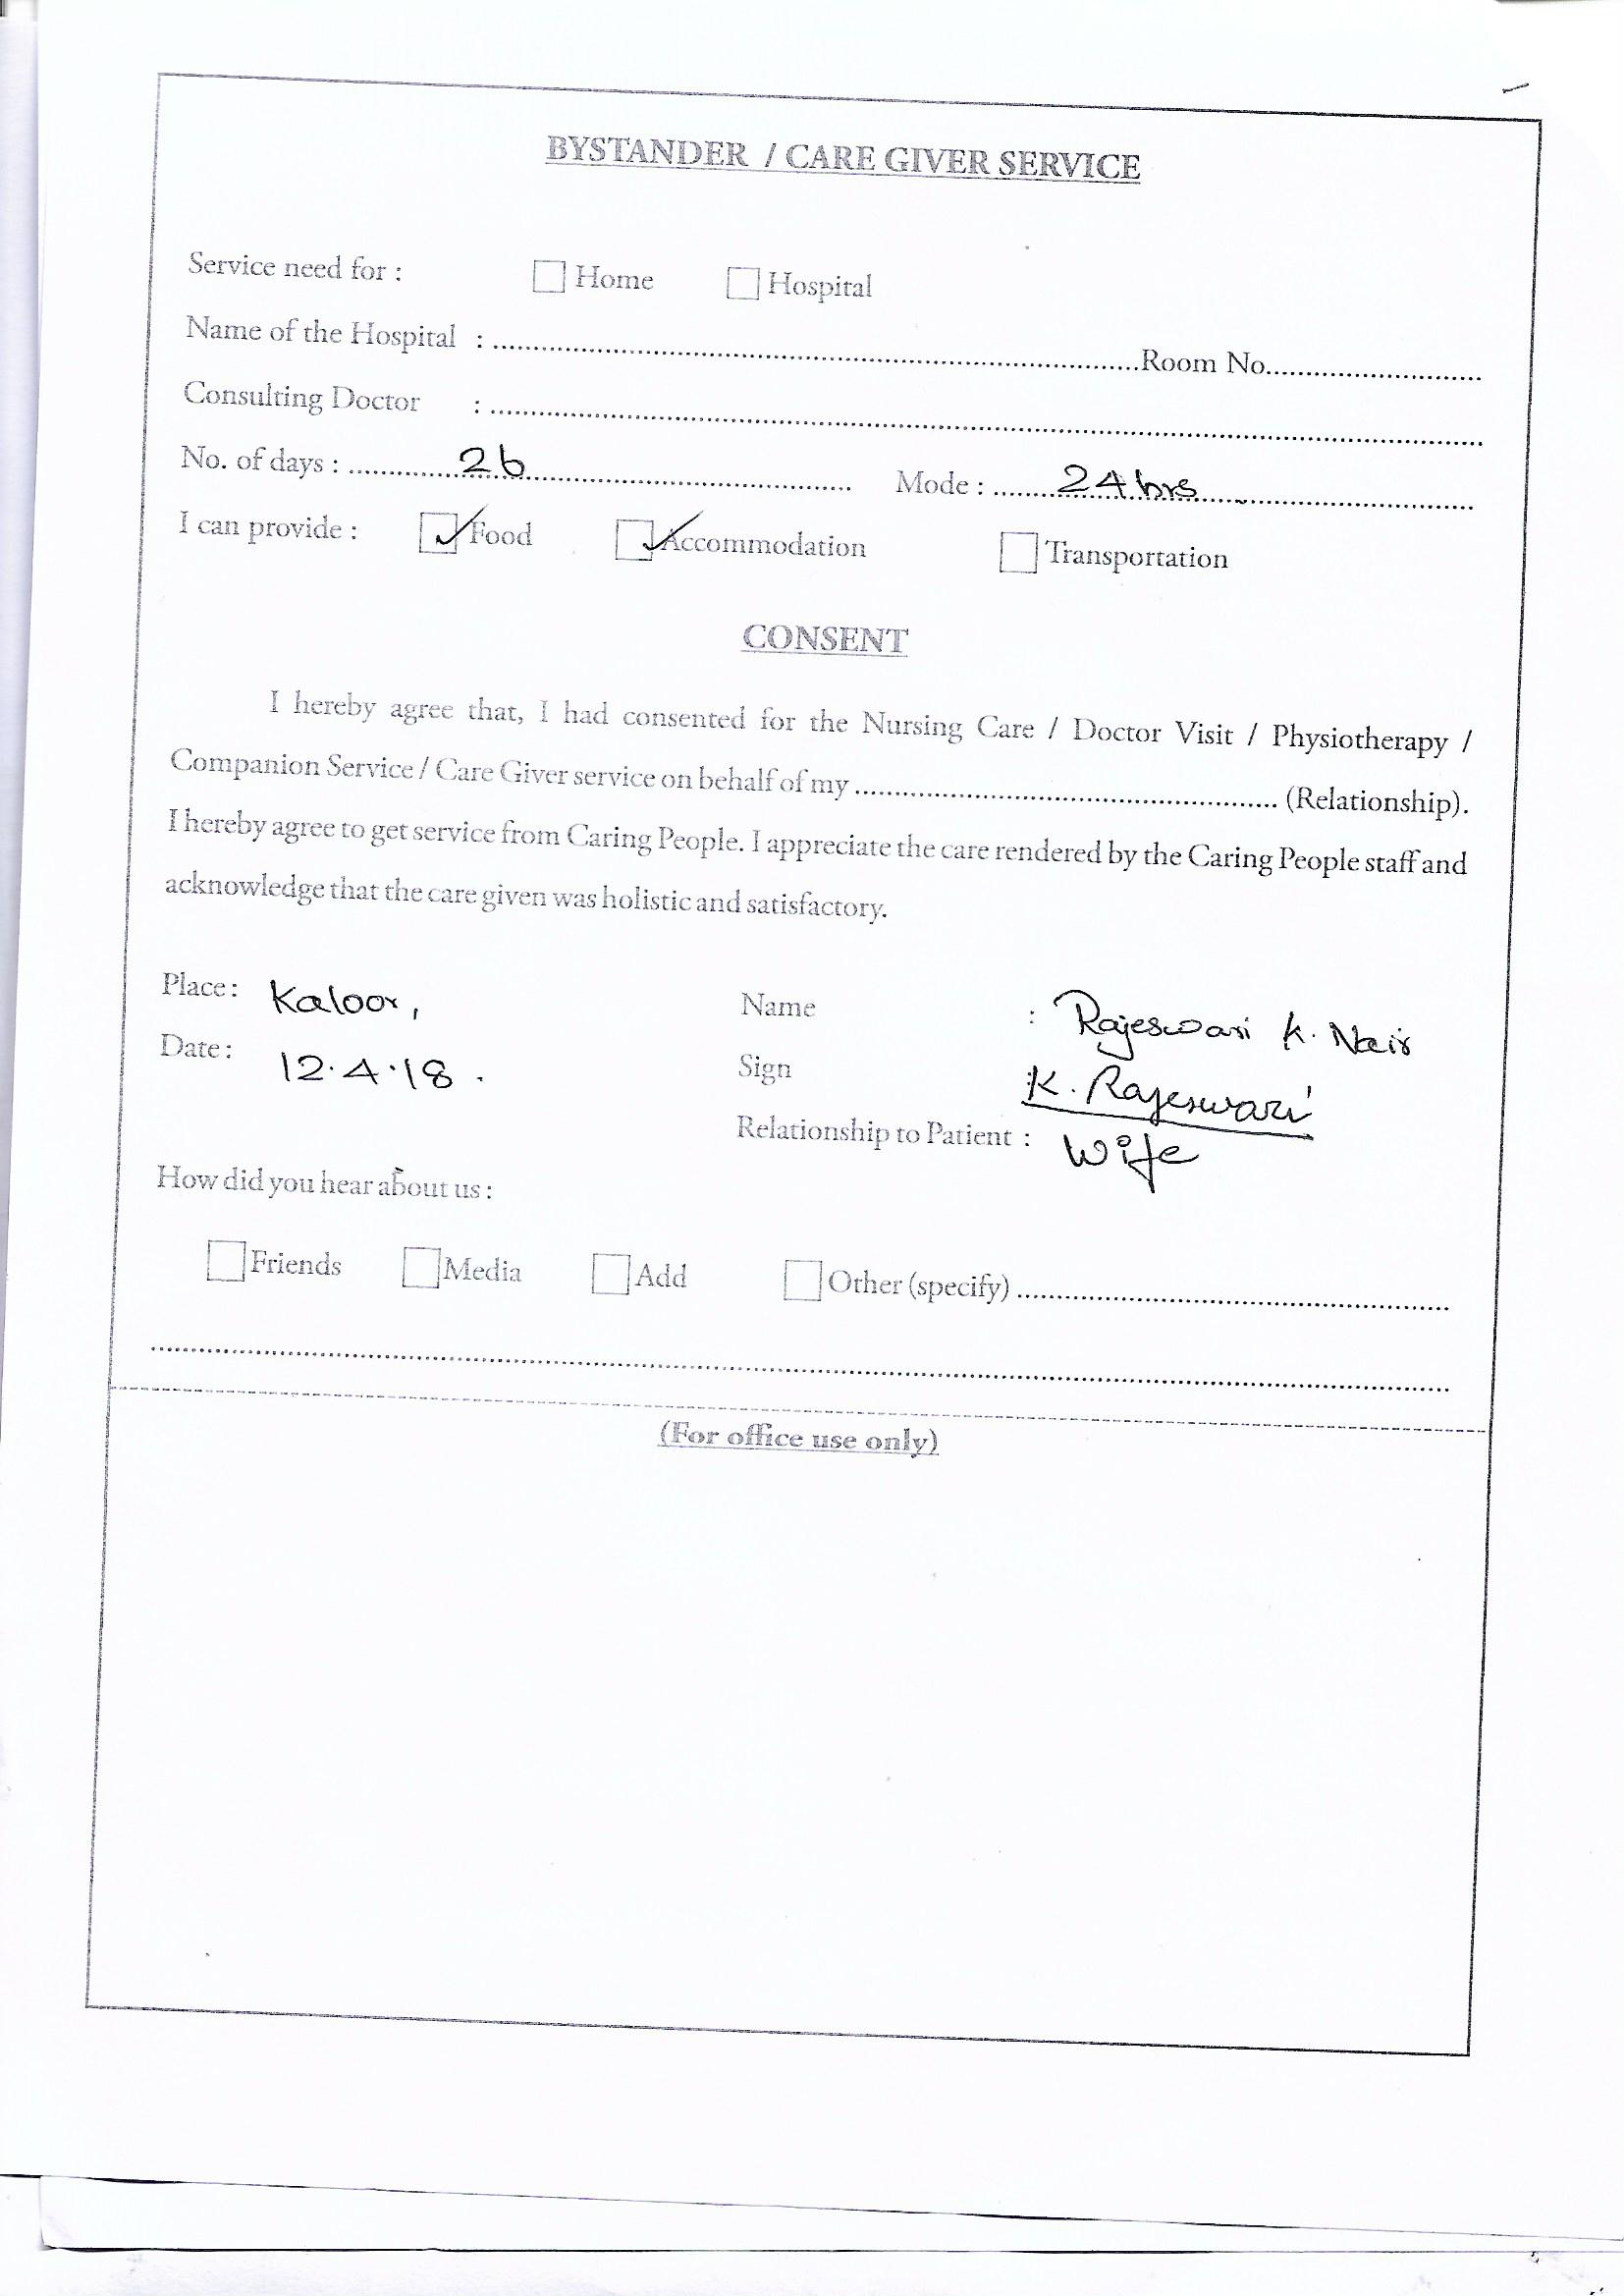 BYSTANDER / CARE GIVER SERVICE
Service need for : Home Hospital
Name of the Hospital : ............ Room No............
Consulting Doctor : ............
No. of days : 26 Mode : 24 hrs
I can provide : Food Accommodation Transportation
CONSENT
I hereby agree that, I had consented for the Nursing Care / Doctor Visit / Physiotherapy /
Companion Service / Care Giver service on behalf of my ............ (Relationship).
I hereby agree to get service from Caring People. I appreciate the care rendered by the Caring People staff and
acknowledge that the care given was holistic and satisfactory.
Place : Kaloor, Name : Rajeswari K. Nair
Date : 12.4.18. Sign K. Rajeswari
Relationship to Patient : Wife
How did you hear about us :
Friends Media Add Other (specify) ............
(For office use only)